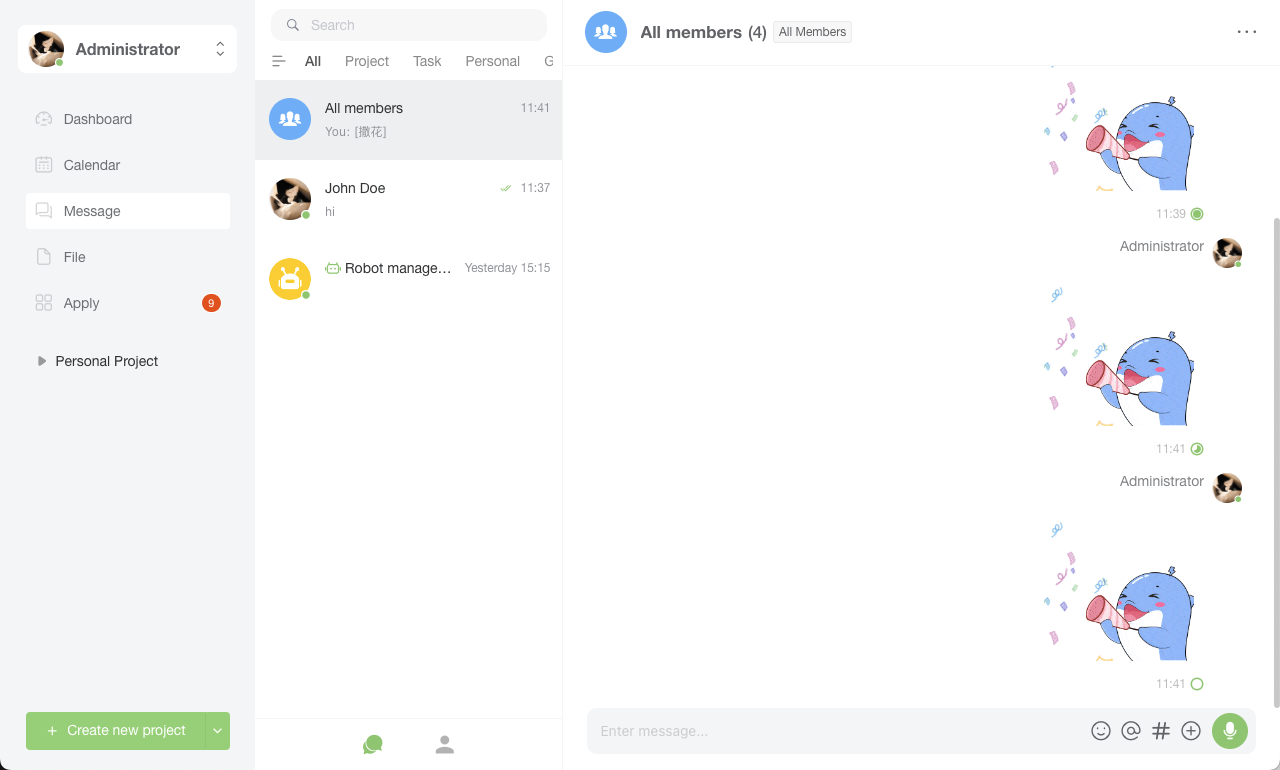 Administrator
Dashboard
Calendar
Message
File
Apply
9
Personal Project
Create new project
Search
All Project Task Personal G
All members 11:41
You: [撒花]
John Doe 11:37
hi
Robot manage... Yesterday 15:15
All members (4) All Members
11:39
Administrator
11:41
Administrator
11:41
Enter message...